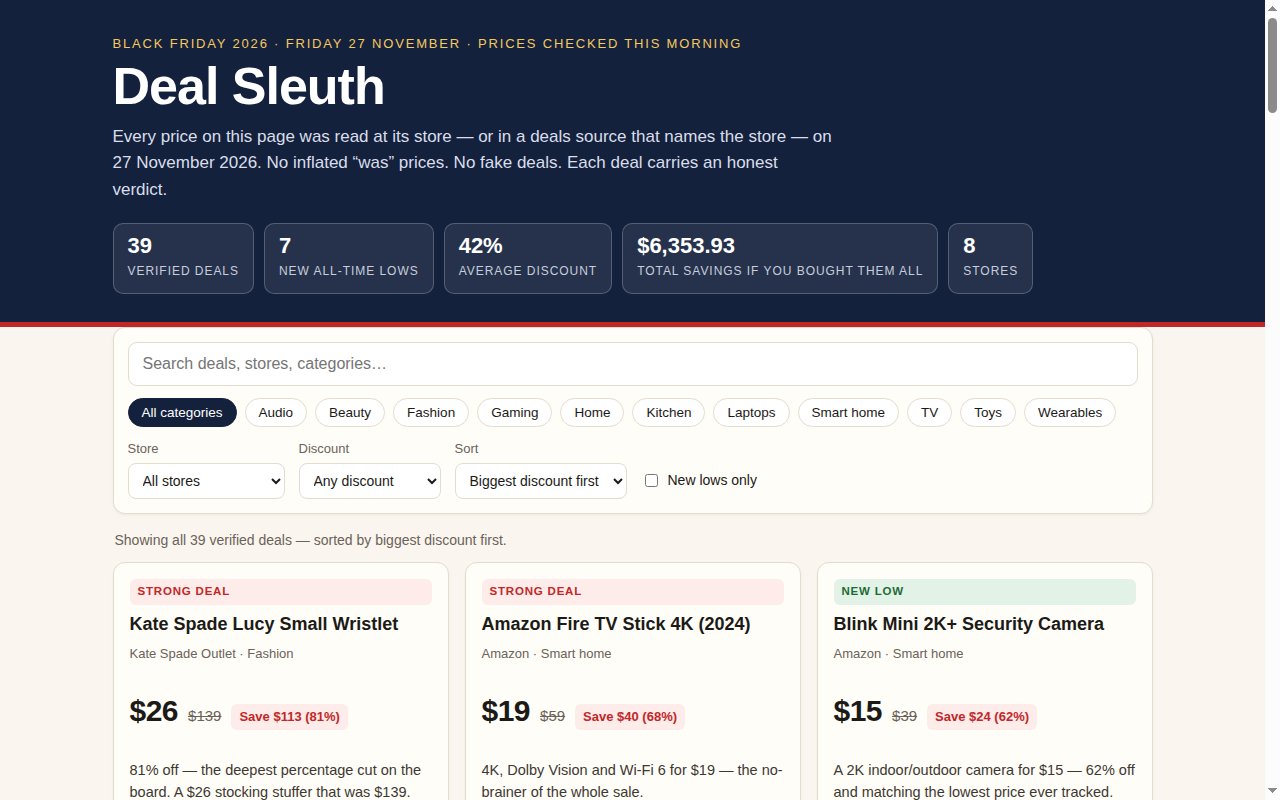 BLACK FRIDAY 2026 · FRIDAY 27 NOVEMBER · PRICES CHECKED THIS MORNING
Deal Sleuth
Every price on this page was read at its store — or in a deals source that names the store — on
27 November 2026. No inflated “was” prices. No fake deals. Each deal carries an honest
verdict.
39
VERIFIED DEALS
7
NEW ALL-TIME LOWS
42%
AVERAGE DISCOUNT
$6,353.93
TOTAL SAVINGS IF YOU BOUGHT THEM ALL
8
STORES
Search deals, stores, categories…
All categories Audio Beauty Fashion Gaming Home Kitchen Laptops Smart home TV Toys Wearables
Store Discount Sort
All stores Any discount Biggest discount first New lows only
Showing all 39 verified deals — sorted by biggest discount first.
STRONG DEAL
Kate Spade Lucy Small Wristlet
Kate Spade Outlet · Fashion
$26 $139 Save $113 (81%)
81% off — the deepest percentage cut on the
board. A $26 stocking stuffer that was $139.
STRONG DEAL
Amazon Fire TV Stick 4K (2024)
Amazon · Smart home
$19 $59 Save $40 (68%)
4K, Dolby Vision and Wi-Fi 6 for $19 — the no-
brainer of the whole sale.
NEW LOW
Blink Mini 2K+ Security Camera
Amazon · Smart home
$15 $39 Save $24 (62%)
A 2K indoor/outdoor camera for $15 — 62% off
and matching the lowest price ever tracked.